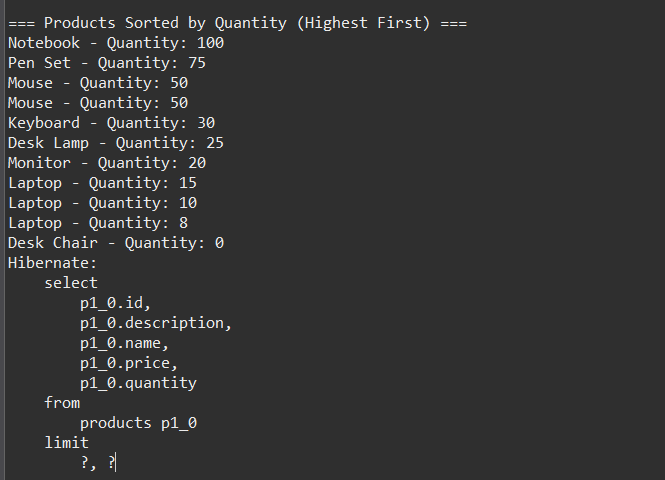 === Products Sorted by Quantity (Highest First) ===
Notebook - Quantity: 100
Pen Set - Quantity: 75
Mouse - Quantity: 50
Mouse - Quantity: 50
Keyboard - Quantity: 30
Desk Lamp - Quantity: 25
Monitor - Quantity: 20
Laptop - Quantity: 15
Laptop - Quantity: 10
Laptop - Quantity: 8
Desk Chair - Quantity: 0
Hibernate:
    select
        p1_0.id,
        p1_0.description,
        p1_0.name,
        p1_0.price,
        p1_0.quantity
    from
        products p1_0
    limit
        ?, ?